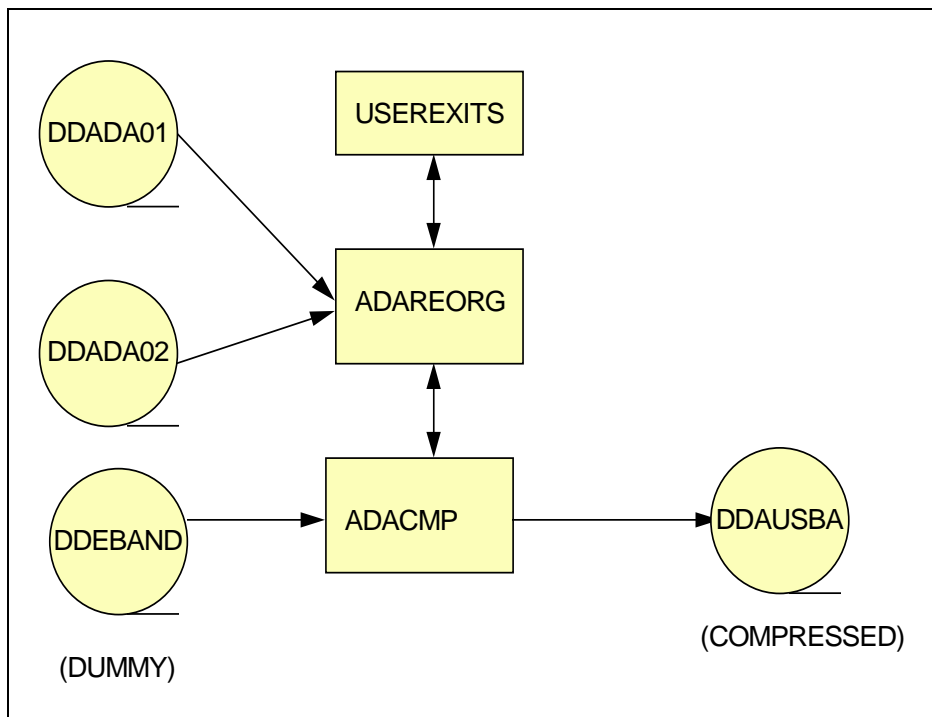 DDADA01
USEREXITS
ADAREORG
DDADA02
DDEBAND
ADACMP
DDAUSBA
(DUMMY)
(COMPRESSED)